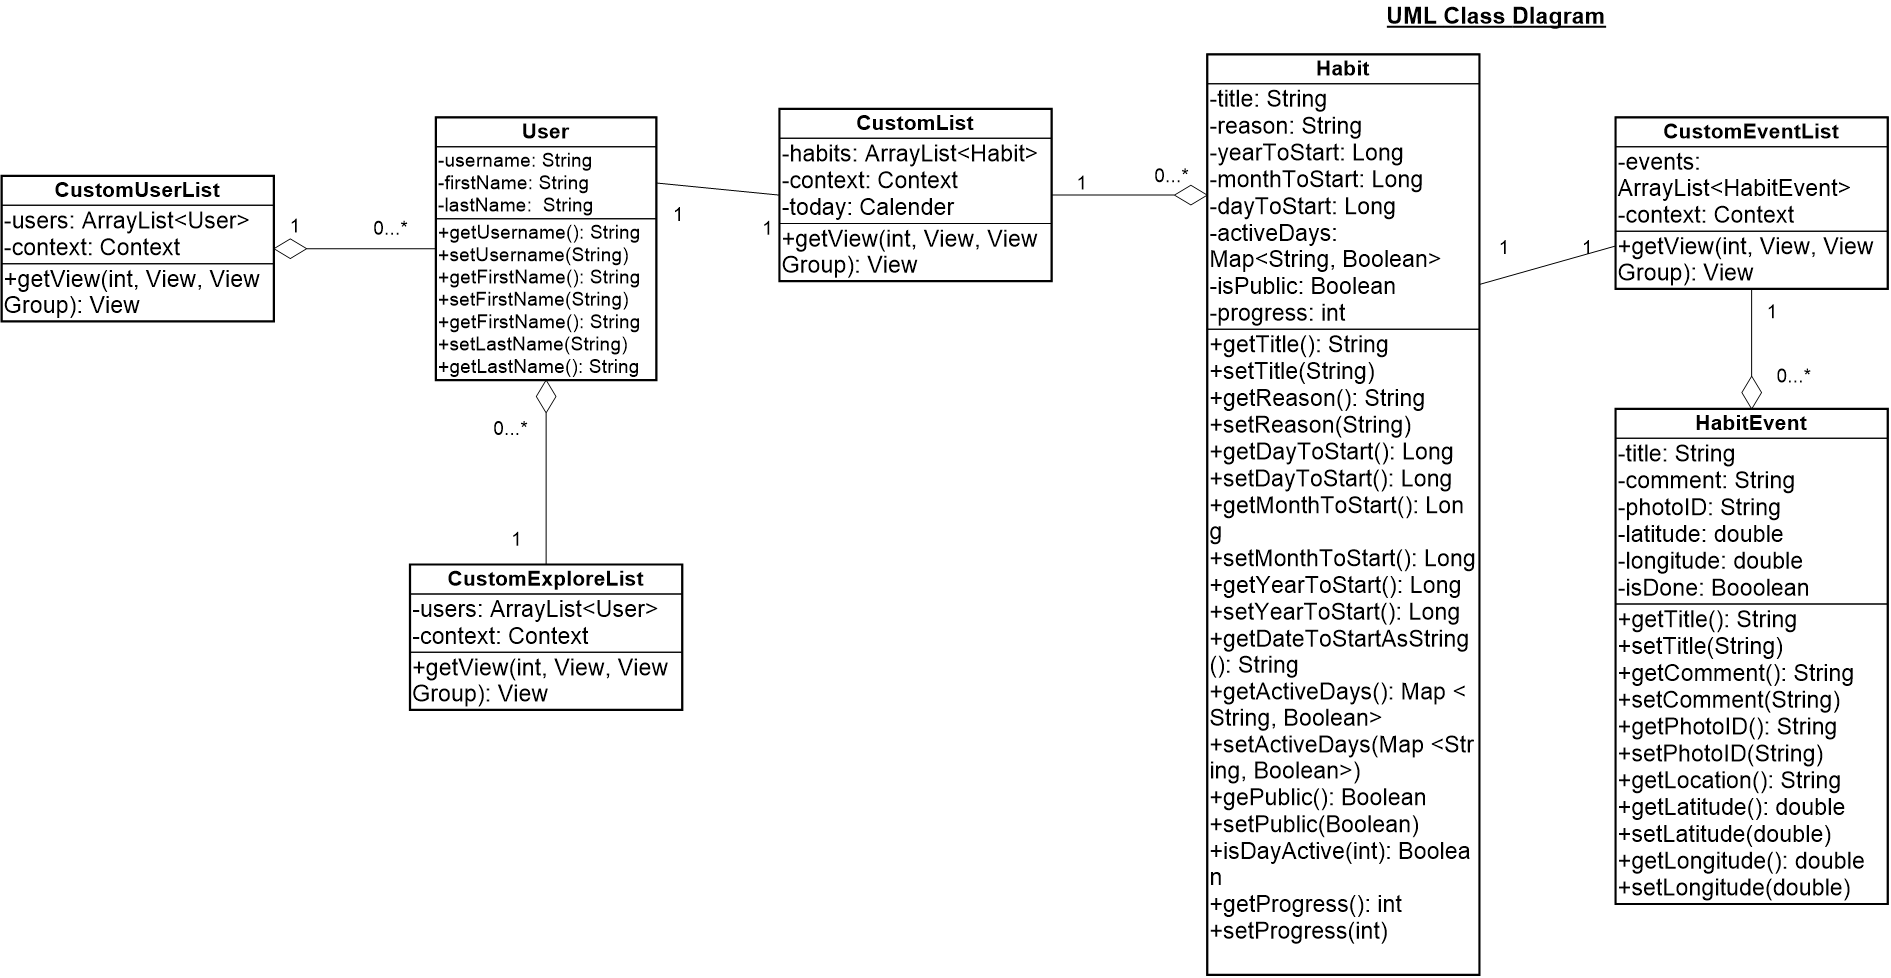 UML Class DIagram
CustomUserList
-users: ArrayList<User>
-context: Context
+getView(int, View, View
Group): View
1
0...*
User
-username: String
-firstName: String
-lastName:  String
+getUsername(): String
+setUsername(String)
+getFirstName(): String
+setFirstName(String)
+getFirstName(): String
+setLastName(String)
+getLastName(): String
0...*
1
CustomExploreList
-users: ArrayList<User>
-context: Context
+getView(int, View, View
Group): View
1
1
CustomList
-habits: ArrayList<Habit>
-context: Context
-today: Calender
+getView(int, View, View
Group): View
1
0...*
Habit
-title: String
-reason: String
-yearToStart: Long
-monthToStart: Long
-dayToStart: Long
-activeDays:
Map<String, Boolean>
-isPublic: Boolean
-progress: int
+getTitle(): String
+setTitle(String)
+getReason(): String
+setReason(String)
+getDayToStart(): Long
+setDayToStart(): Long
+getMonthToStart(): Lon
g
+setMonthToStart(): Long
+getYearToStart(): Long
+setYearToStart(): Long
+getDateToStartAsString
(): String
+getActiveDays(): Map <
String, Boolean>
+setActiveDays(Map <Str
ing, Boolean>)
+gePublic(): Boolean
+setPublic(Boolean)
+isDayActive(int): Boolea
n
+getProgress(): int
+setProgress(int)
1
1
CustomEventList
-events:
ArrayList<HabitEvent>
-context: Context
+getView(int, View, View
Group): View
1
0...*
HabitEvent
-title: String
-comment: String
-photoID: String
-latitude: double
-longitude: double
-isDone: Booolean
+getTitle(): String
+setTitle(String)
+getComment(): String
+setComment(String)
+getPhotoID(): String
+setPhotoID(String)
+getLocation(): String
+getLatitude(): double
+setLatitude(double)
+getLongitude(): double
+setLongitude(double)